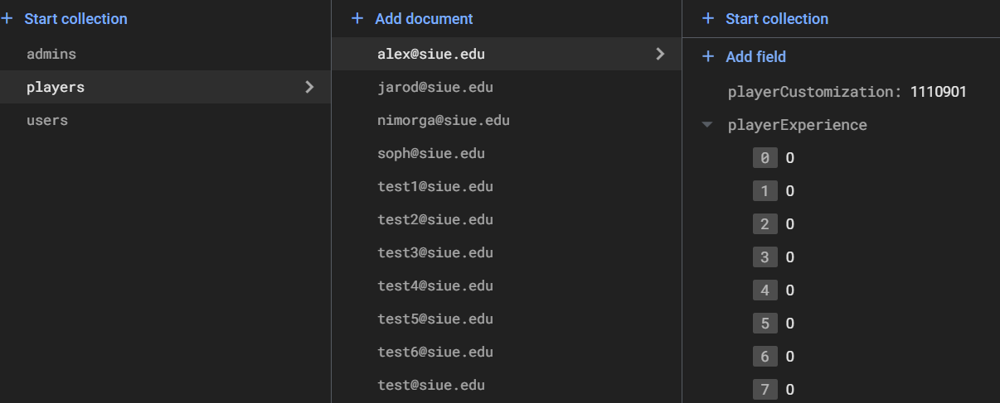 + Start collection
admins
players
users
+ Add document
alex@siue.edu
jarod@siue.edu
nimorga@siue.edu
soph@siue.edu
test1@siue.edu
test2@siue.edu
test3@siue.edu
test4@siue.edu
test5@siue.edu
test6@siue.edu
test@siue.edu
+ Start collection
+ Add field
playerCustomization: 1110901
playerExperience
0 0
1 0
2 0
3 0
4 0
5 0
6 0
7 0